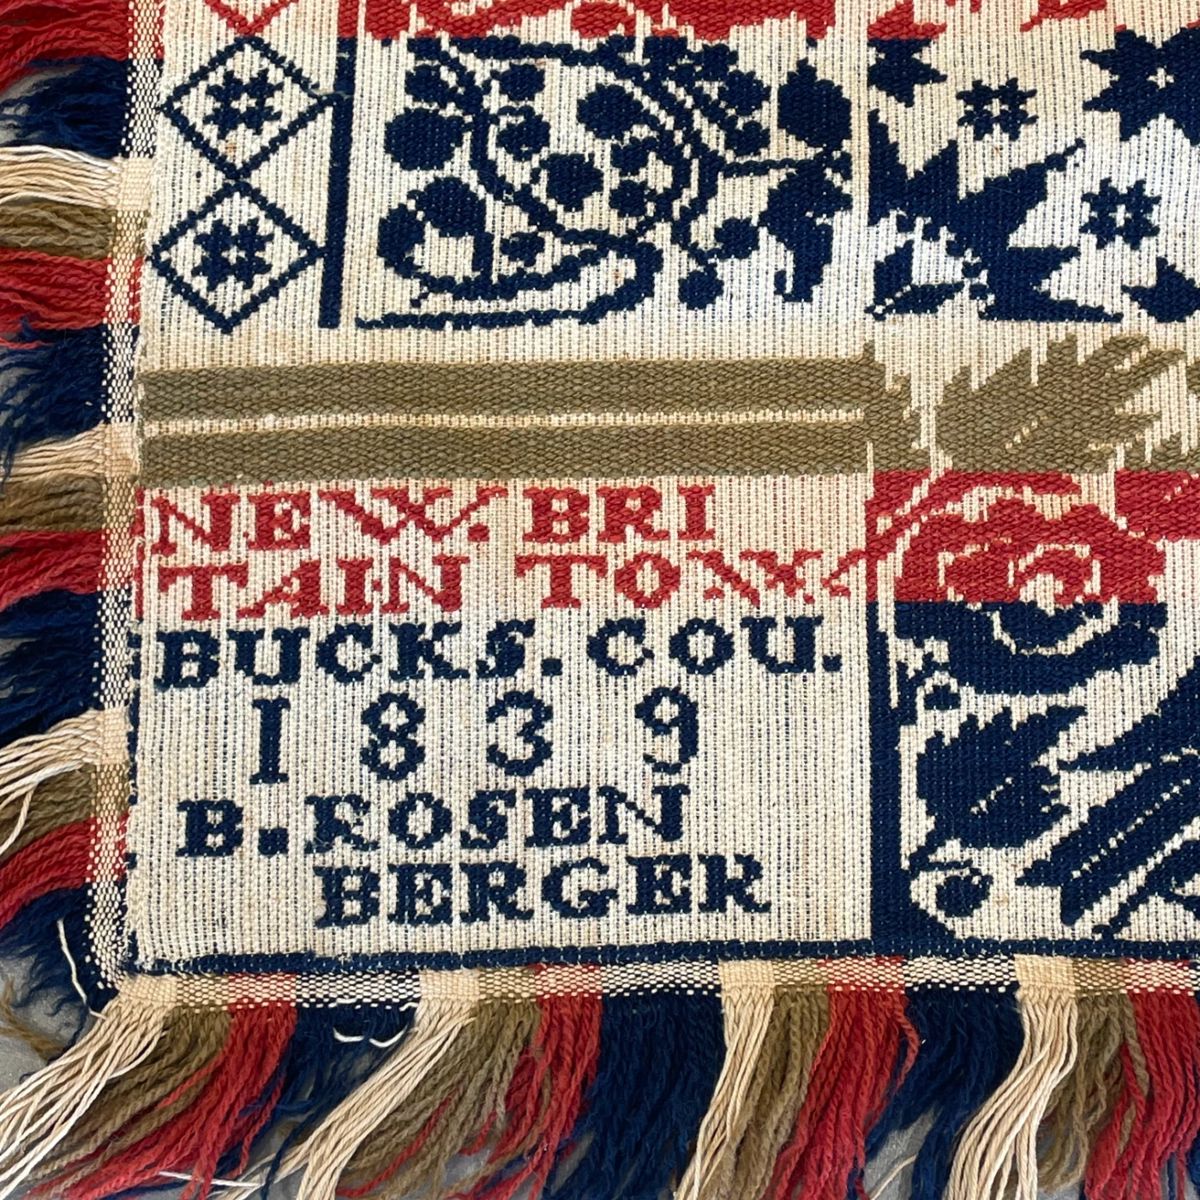 NEW. BRI
TAIN TOW.
BUCKS. COU.
1839
B. ROSEN
BERGER